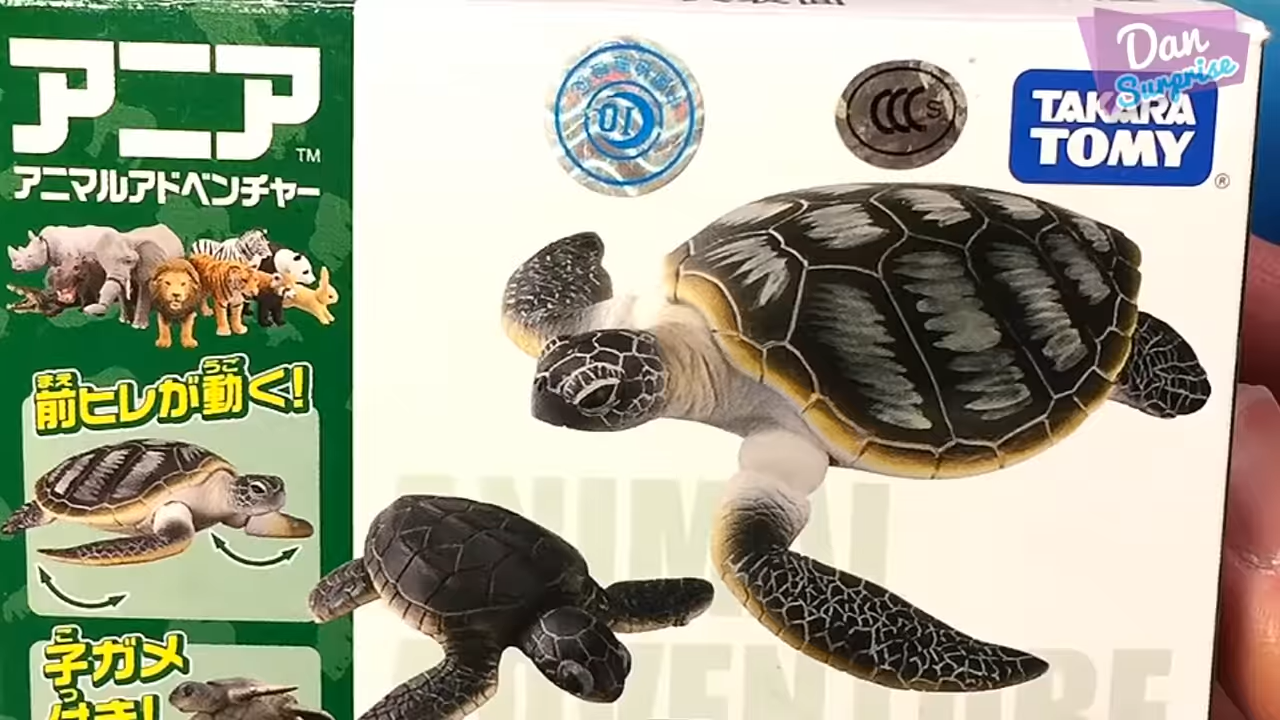 アニア
TM
アニマルアドベンチャー
前ヒレが動く!
まえ
うご
子ガメ
こ
付き!
つ
CCC S
TAKARA
TOMY
®
Dan
Surprise
ANIMAL
ADVENTURE